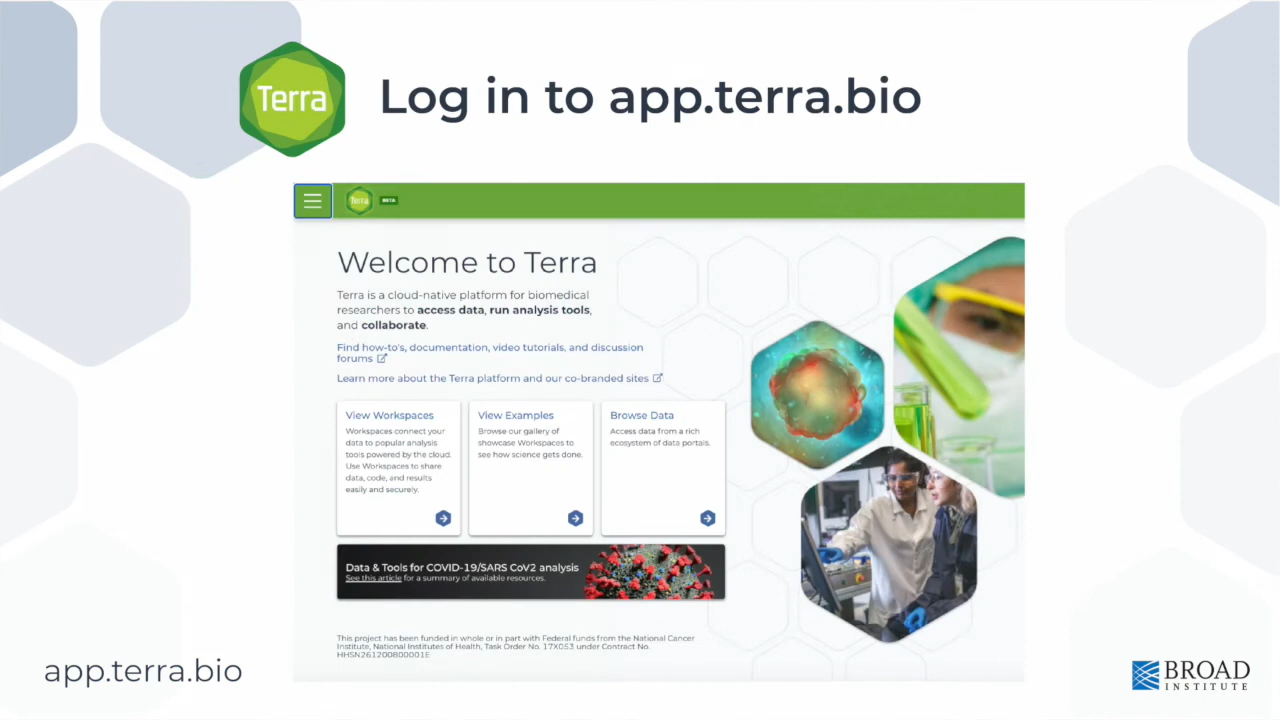 Terra
Log in to app.terra.bio
Terra
BETA
Welcome to Terra
Terra is a cloud-native platform for biomedical
researchers to access data, run analysis tools,
and collaborate.
Find how-to's, documentation, video tutorials, and discussion
forums
Learn more about the Terra platform and our co-branded sites
View Workspaces
Workspaces connect your
data to popular analysis
tools powered by the cloud.
Use Workspaces to share
data, code, and results
easily and securely.
View Examples
Browse our gallery of
showcase Workspaces to
see how science gets done.
Browse Data
Access data from a rich
ecosystem of data portals.
Data & Tools for COVID-19/SARS CoV2 analysis
See this article for a summary of available resources.
This project has been funded in whole or in part with Federal funds from the National Cancer
Institute, National Institutes of Health, Task Order No. 17X053 under Contract No.
HHSN261200800001E
app.terra.bio
BROAD
INSTITUTE